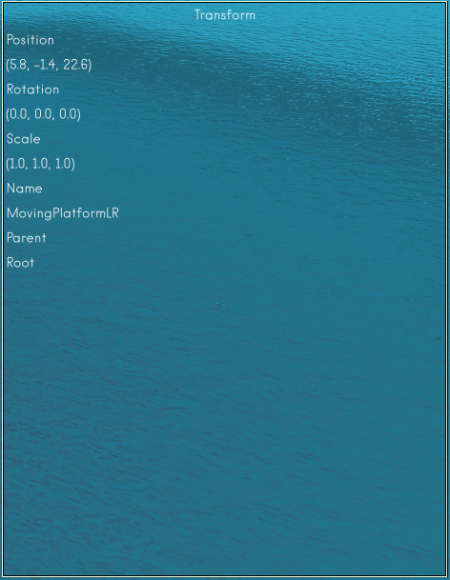 Transform
Position
(5.8, -1.4, 22.6)
Rotation
(0.0, 0.0, 0.0)
Scale
(1.0, 1.0, 1.0)
Name
MovingPlatformLR
Parent
Root